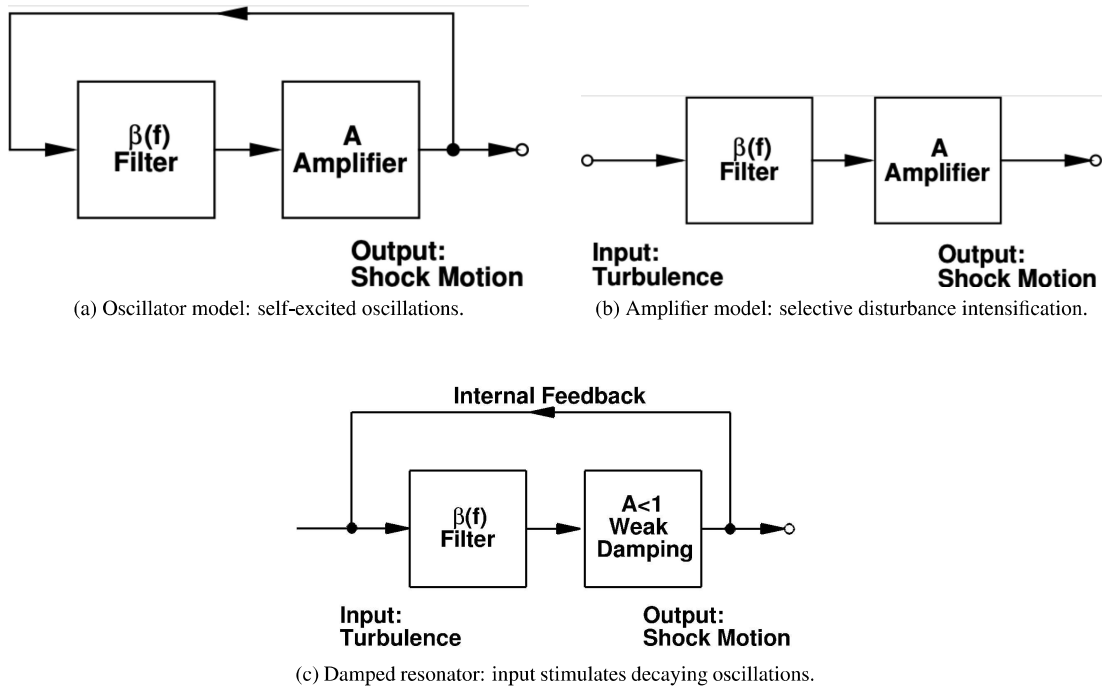 β(f)
Filter
A
Amplifier
Output:
Shock Motion
(a) Oscillator model: self-excited oscillations.
β(f)
Filter
A
Amplifier
Input:
Turbulence
Output:
Shock Motion
(b) Amplifier model: selective disturbance intensification.
Internal Feedback
β(f)
Filter
A<1
Weak
Damping
Input:
Turbulence
Output:
Shock Motion
(c) Damped resonator: input stimulates decaying oscillations.